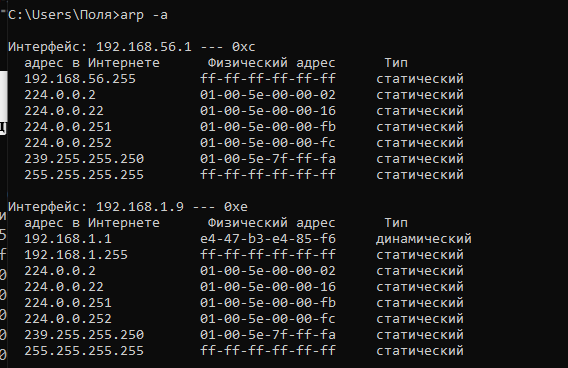 C:\Users\Поля>arp -a
Интерфейс: 192.168.56.1 --- 0xc
адрес в Интернете Физический адрес Тип
192.168.56.255 ff-ff-ff-ff-ff-ff статический
224.0.0.2 01-00-5e-00-00-02 статический
224.0.0.22 01-00-5e-00-00-16 статический
224.0.0.251 01-00-5e-00-00-fb статический
224.0.0.252 01-00-5e-00-00-fc статический
239.255.255.250 01-00-5e-7f-ff-fa статический
255.255.255.255 ff-ff-ff-ff-ff-ff статический
Интерфейс: 192.168.1.9 --- 0xe
адрес в Интернете Физический адрес Тип
192.168.1.1 e4-47-b3-e4-85-f6 динамический
192.168.1.255 ff-ff-ff-ff-ff-ff статический
224.0.0.2 01-00-5e-00-00-02 статический
224.0.0.22 01-00-5e-00-00-16 статический
224.0.0.251 01-00-5e-00-00-fb статический
224.0.0.252 01-00-5e-00-00-fc статический
239.255.255.250 01-00-5e-7f-ff-fa статический
255.255.255.255 ff-ff-ff-ff-ff-ff статический